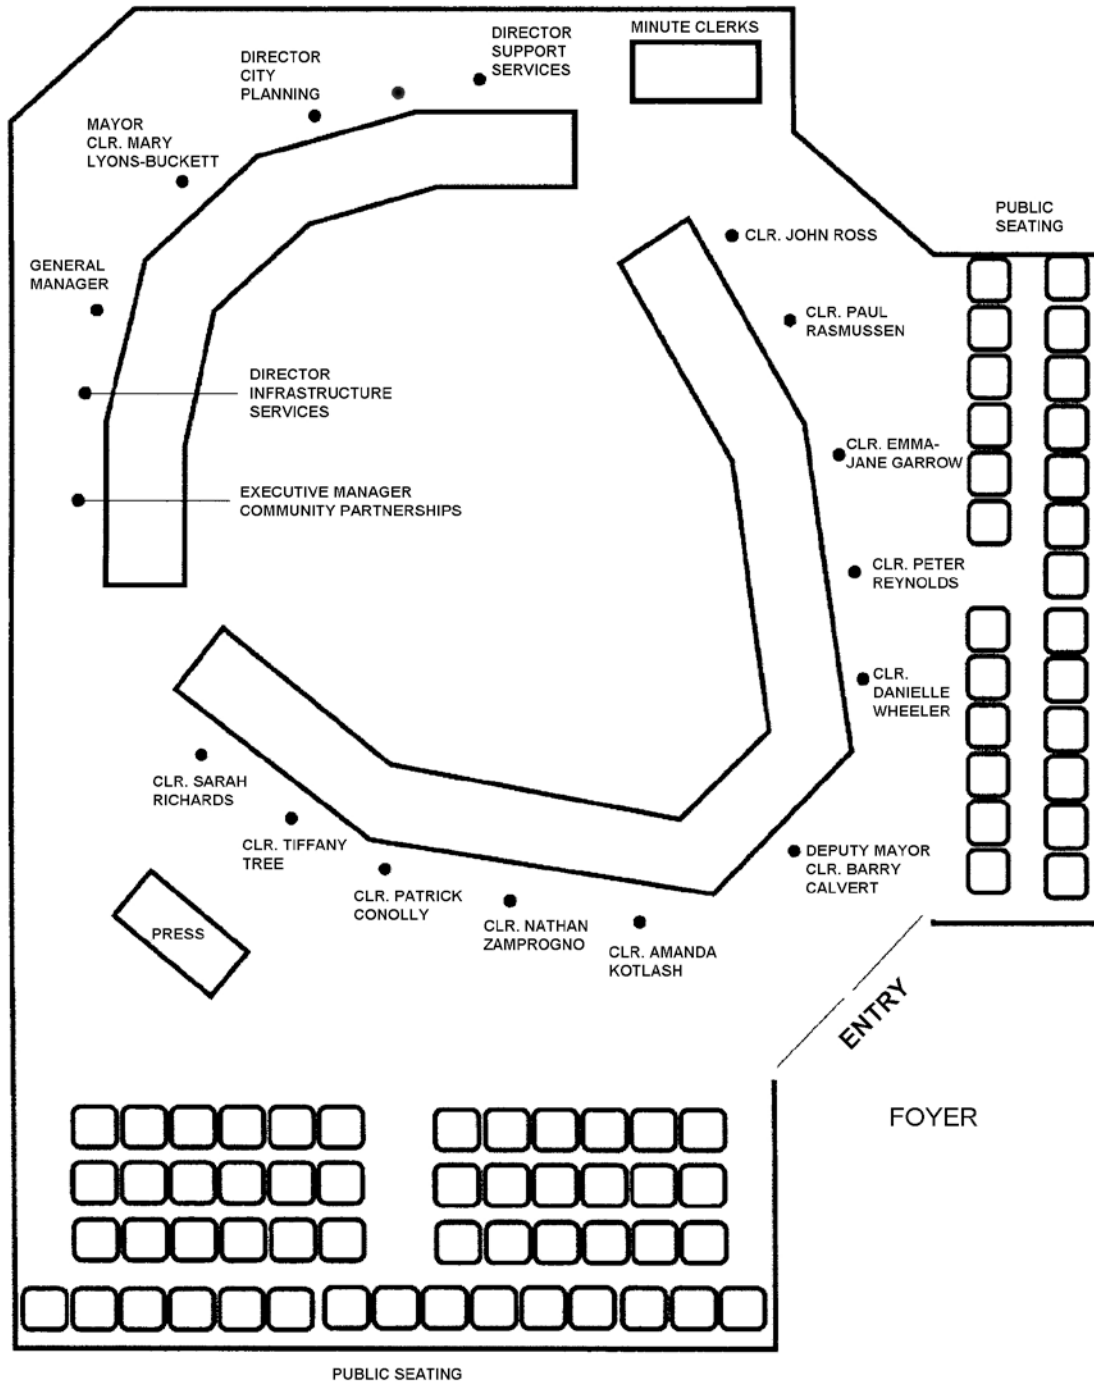 MINUTE CLERKS
DIRECTOR
SUPPORT
SERVICES
DIRECTOR
CITY
PLANNING
MAYOR
CLR. MARY
LYONS-BUCKETT
GENERAL
MANAGER
DIRECTOR
INFRASTRUCTURE
SERVICES
EXECUTIVE MANAGER
COMMUNITY PARTNERSHIPS
PUBLIC
SEATING
CLR. JOHN ROSS
CLR. PAUL
RASMUSSEN
CLR. EMMA-
JANE GARROW
CLR. PETER
REYNOLDS
CLR.
DANIELLE
WHEELER
DEPUTY MAYOR
CLR. BARRY
CALVERT
CLR. SARAH
RICHARDS
CLR. TIFFANY
TREE
CLR. PATRICK
CONOLLY
CLR. NATHAN
ZAMPROGNO
CLR. AMANDA
KOTLASH
PRESS
ENTRY
FOYER
PUBLIC SEATING